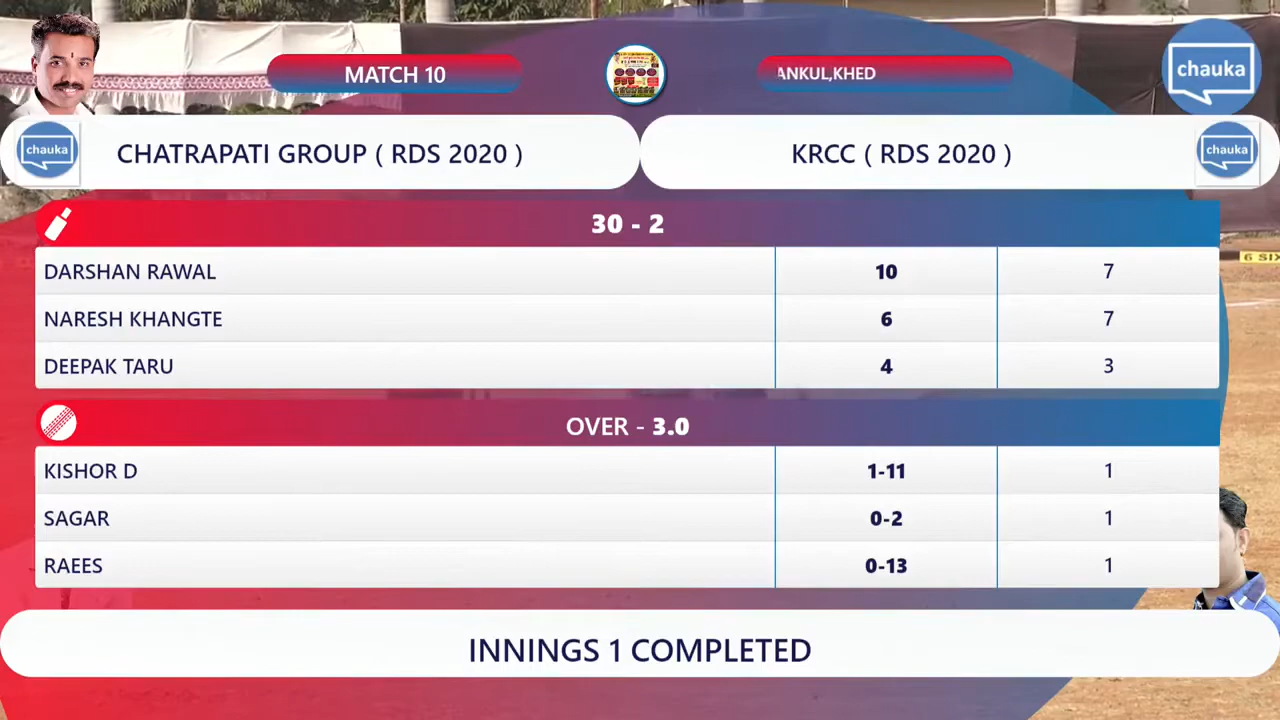 MATCH 10
ANKUL,KHED
chauka
chauka
CHATRAPATI GROUP ( RDS 2020 )
KRCC ( RDS 2020 )
chauka
30 - 2
DARSHAN RAWAL 10 7
NARESH KHANGTE 6 7
DEEPAK TARU 4 3
6 SIX
OVER - 3.0
KISHOR D 1-11 1
SAGAR 0-2 1
RAEES 0-13 1
INNINGS 1 COMPLETED